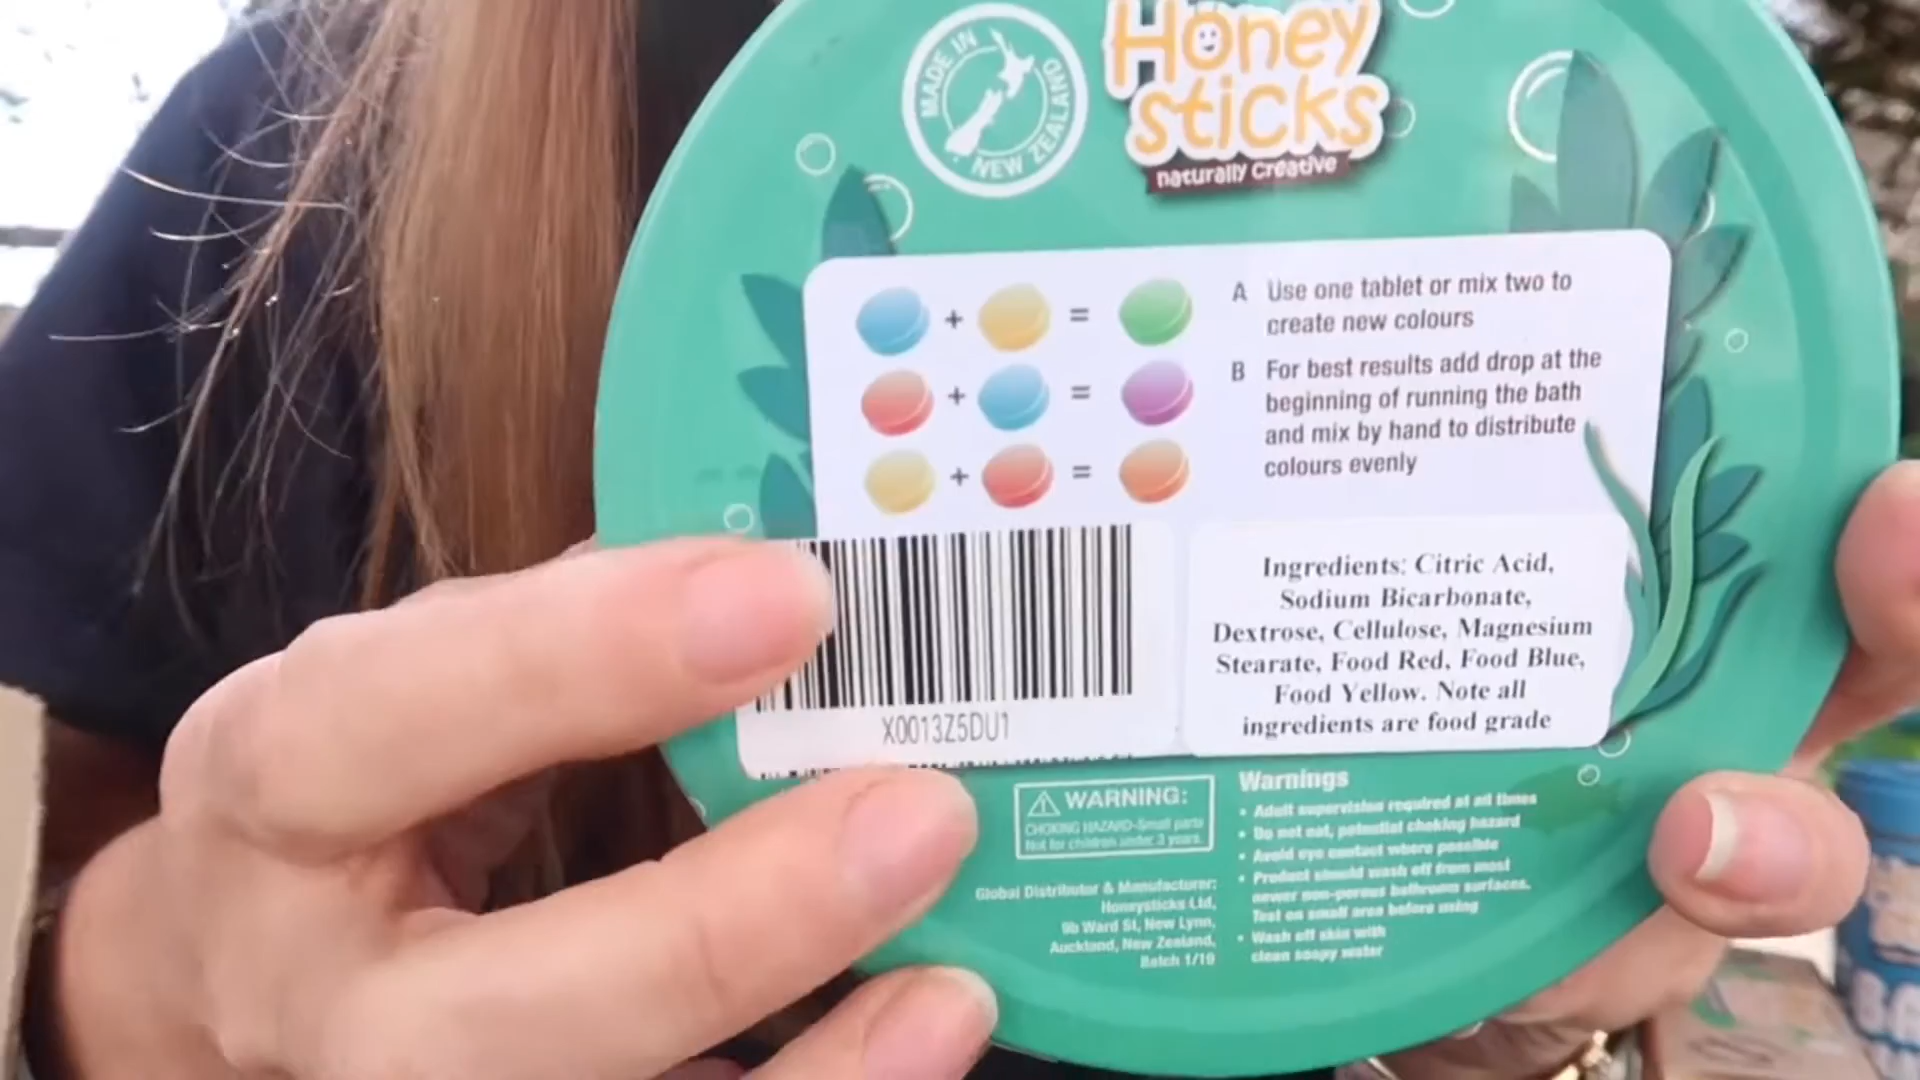 MADE IN
NEW ZEALAND
Honey
sticks
naturally creative
+ =
+ =
+ =
A Use one tablet or mix two to
create new colours
B For best results add drop at the
beginning of running the bath
and mix by hand to distribute
colours evenly
X0013Z5DU1
Ingredients: Citric Acid,
Sodium Bicarbonate,
Dextrose, Cellulose, Magnesium
Stearate, Food Red, Food Blue,
Food Yellow. Note all
ingredients are food grade
WARNING:
CHOKING HAZARD-Small parts
Not for children under 3 years.
Global Distributor & Manufacturer:
Honeysticks Ltd,
9b Ward St, New Lynn,
Auckland, New Zealand,
Batch 1/19
Warnings
• Adult supervision required at all times
• Do not eat, potential choking hazard
• Avoid eye contact where possible
• Product should wash off from most
newer non-porous bathroom surfaces.
Test on small area before using
• Wash off skin with
clean soapy water